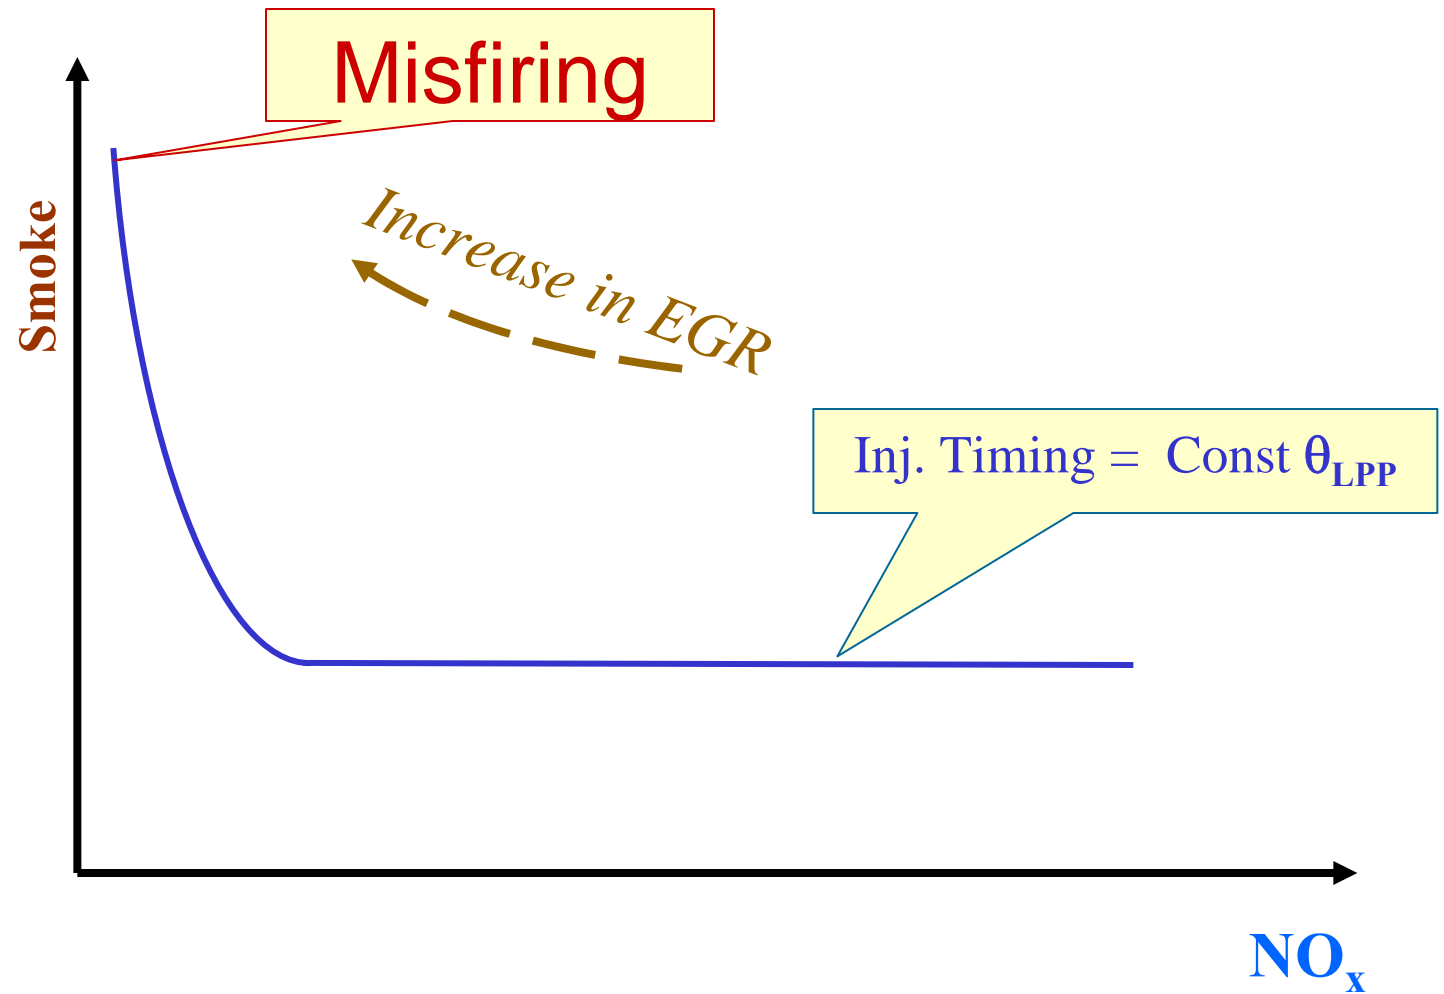 Misfiring
Smoke
Increase in EGR
Inj. Timing = Const θLPP
NOx